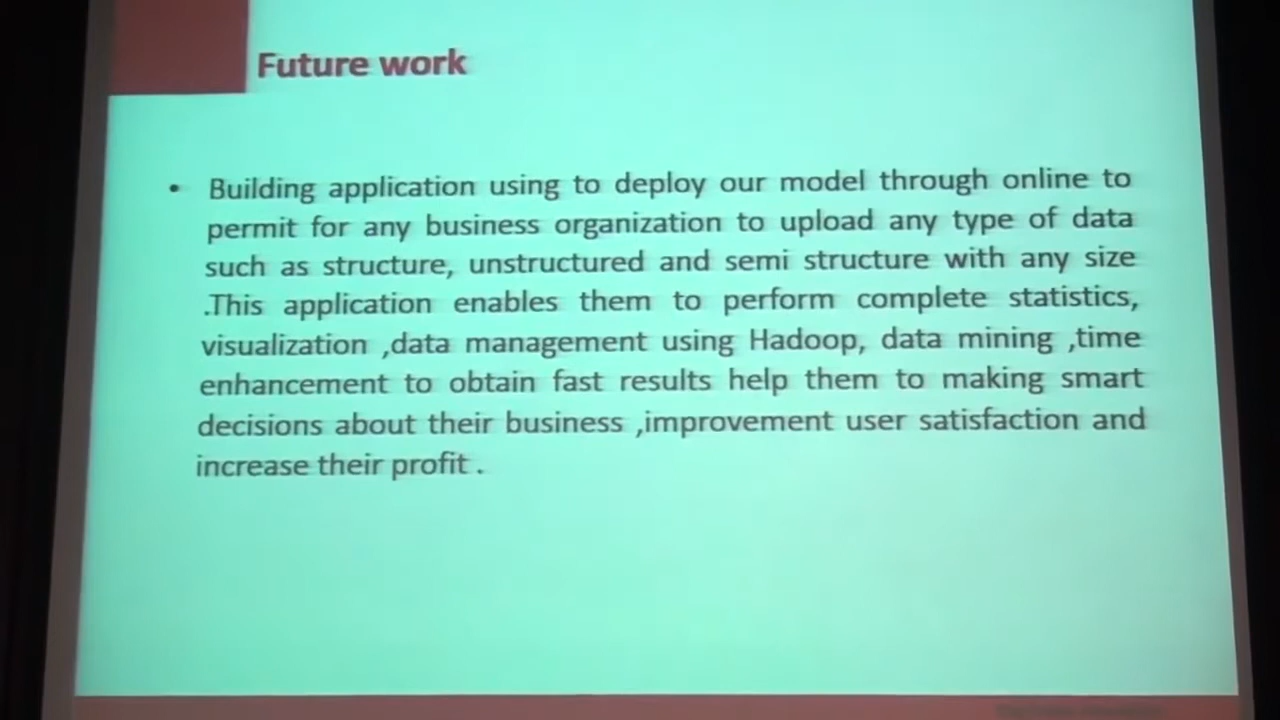 Future work
• Building application using to deploy our model through online to
permit for any business organization to upload any type of data
such as structure, unstructured and semi structure with any size
.This application enables them to perform complete statistics,
visualization ,data management using Hadoop, data mining ,time
enhancement to obtain fast results help them to making smart
decisions about their business ,improvement user satisfaction and
increase their profit .